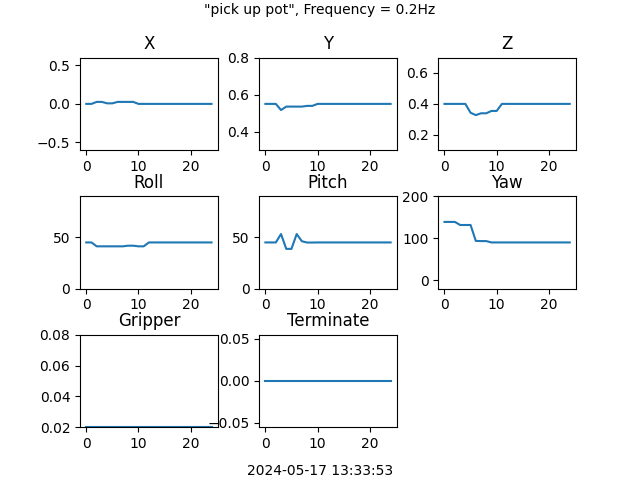 "pick up pot", Frequency = 0.2Hz
X
Y
Z
0.5
0.0
−0.5
0 10 20
0.8
0.6
0.4
0 10 20
0.6
0.4
0.2
0 10 20
Roll
Pitch
Yaw
50
0
0 10 20
50
0
0 10 20
200
100
0
0 10 20
Gripper
Terminate
0.08
0.06
0.04
0.02
0 10 20
0.05
0.00
−0.05
0 10 20
2024-05-17 13:33:53